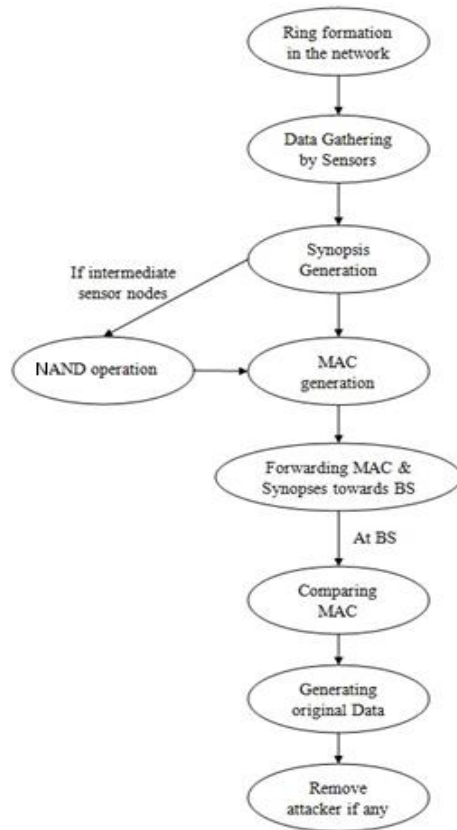 Ring formation
in the network
Data Gathering
by Sensors
Synopsis
Generation
If intermediate
sensor nodes
NAND operation
MAC
generation
Forwarding MAC &
Synopses towards BS
At BS
Comparing
MAC
Generating
original Data
Remove
attacker if any